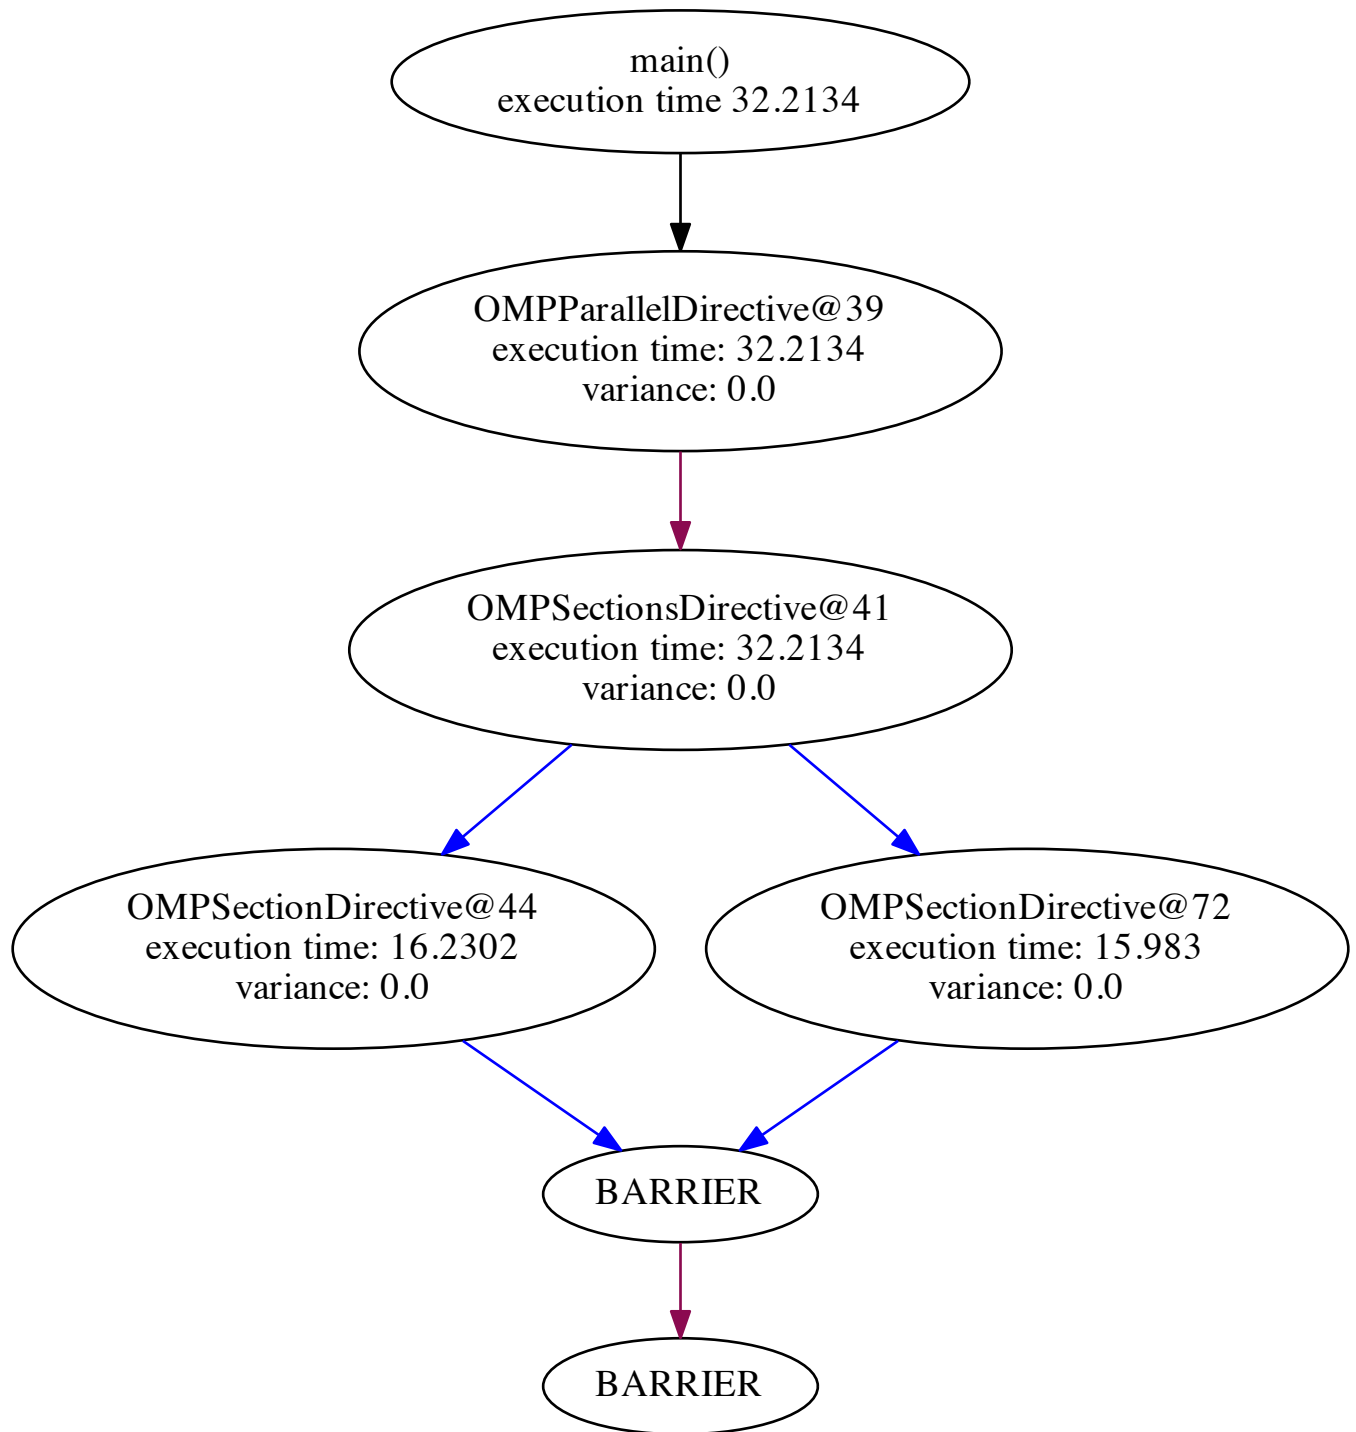 main()
execution time 32.2134
OMPParallelDirective@39
execution time: 32.2134
variance: 0.0
OMPSectionsDirective@41
execution time: 32.2134
variance: 0.0
OMPSectionDirective@44
execution time: 16.2302
variance: 0.0
OMPSectionDirective@72
execution time: 15.983
variance: 0.0
BARRIER
BARRIER